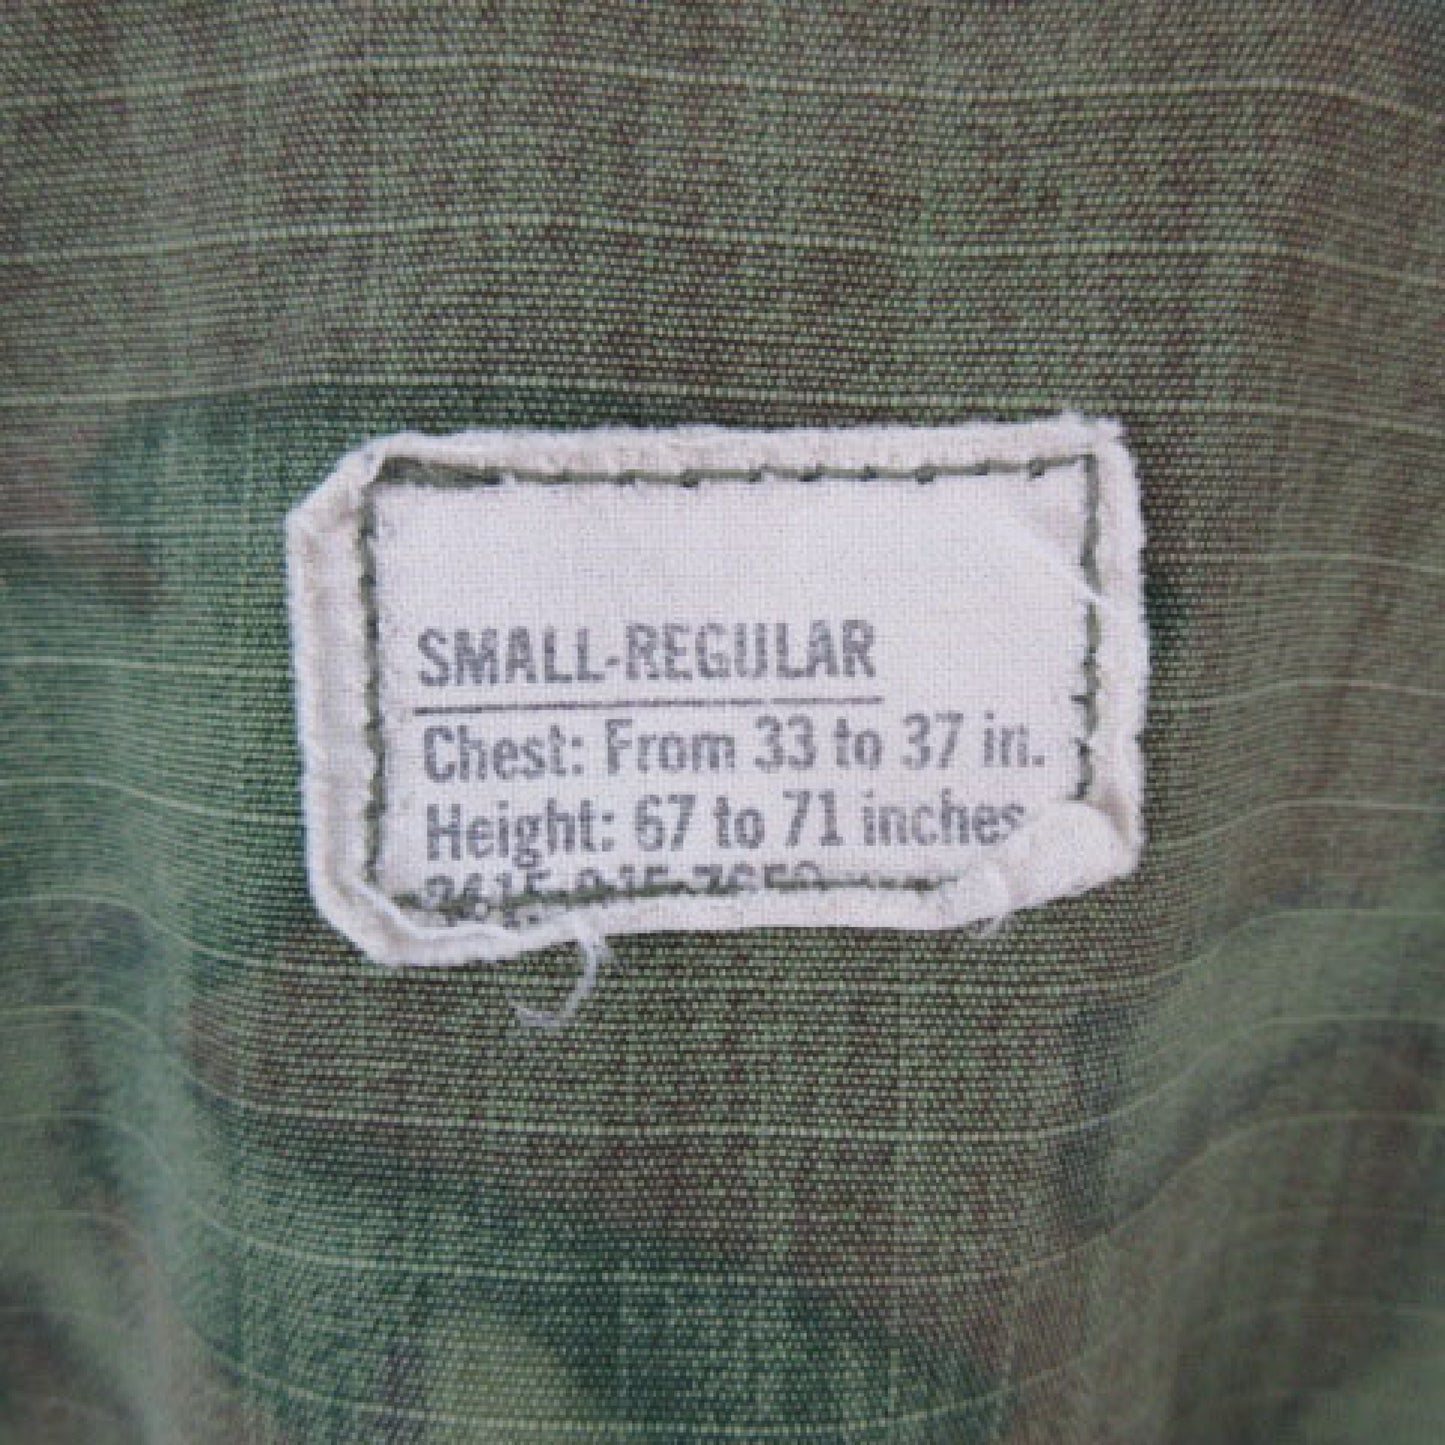 SMALL-REGULAR
Chest: From 33 to 37 in.
Height: 67 to 71 inches